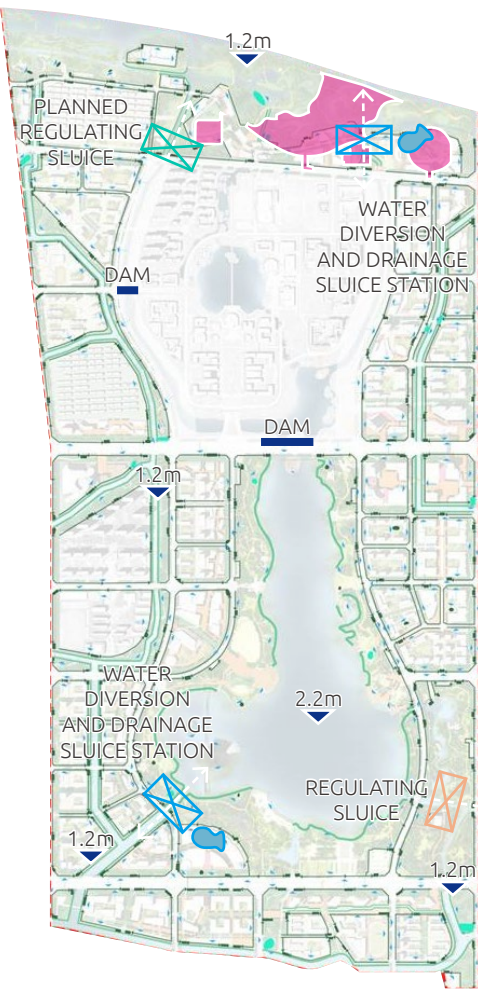 1.2m
PLANNED
REGULATING
SLUICE
WATER
DIVERSION
AND DRAINAGE
SLUICE STATION
DAM
DAM
1.2m
WATER
DIVERSION
AND DRAINAGE
SLUICE STATION
2.2m
REGULATING
SLUICE
1.2m
1.2m